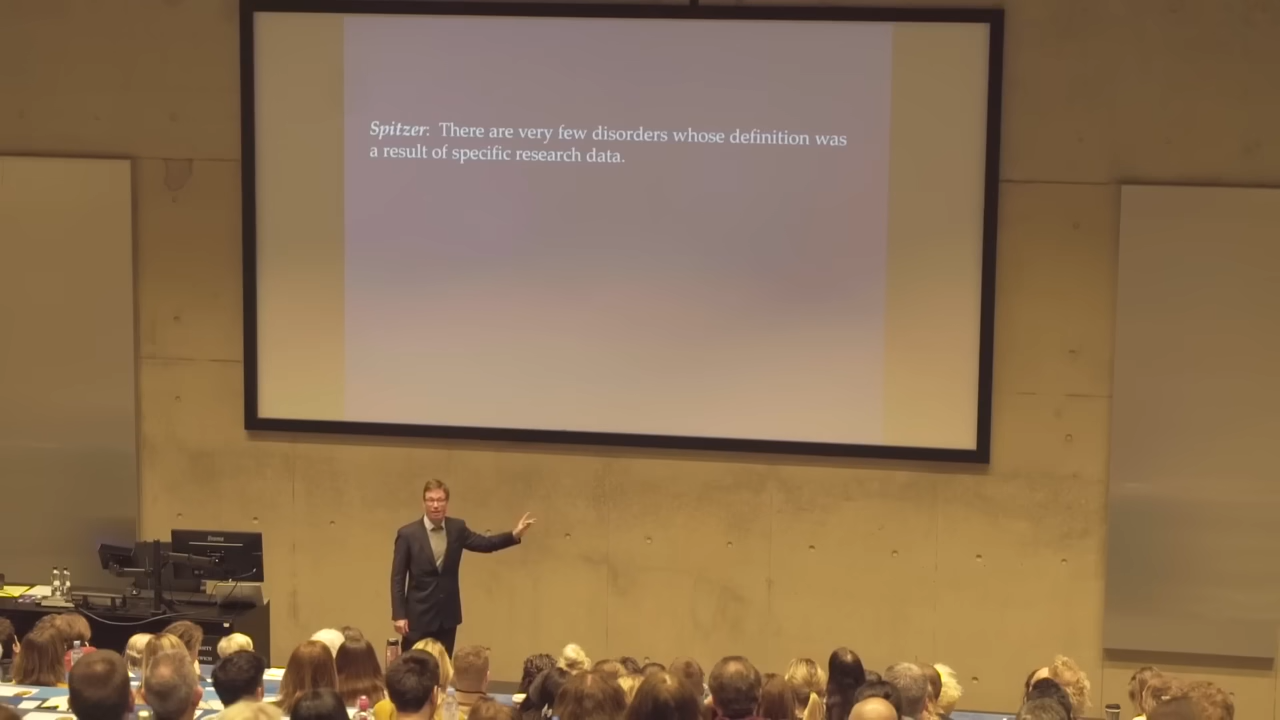 Spitzer: There are very few disorders whose definition was
a result of specific research data.